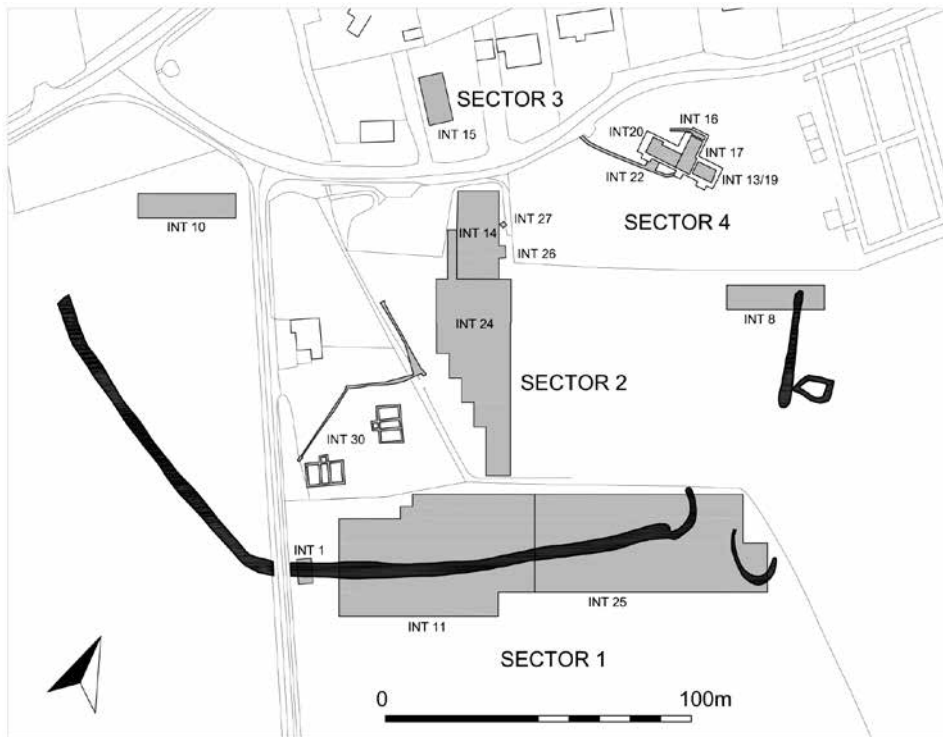 SECTOR 3
INT 15
INT 16
INT20
INT 17
INT 22
INT 13/19
INT 10
INT 14
INT 27
SECTOR 4
INT 26
INT 8
INT 24
SECTOR 2
INT 30
INT 1
INT 25
INT 11
SECTOR 1
0 100m